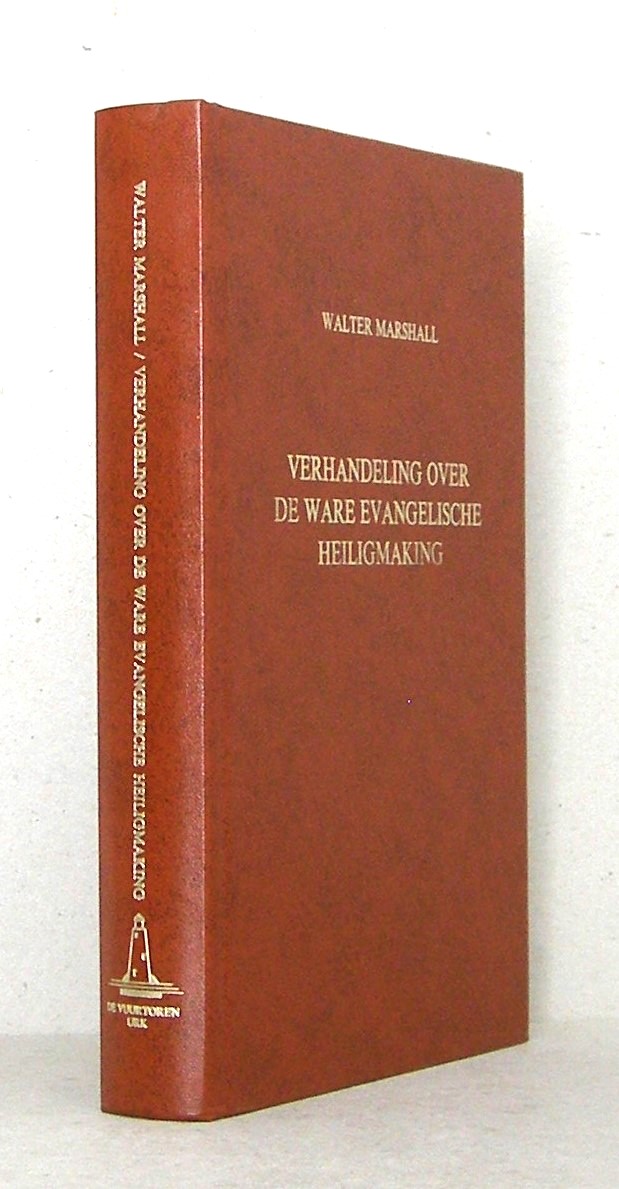 WALTER MARSHALL / VERHANDELING OVER DE WARE EVANGELISCHE HEILIGMAKING
DE VUURTOREN
URK
WALTER MARSHALL
VERHANDELING OVER
DE WARE EVANGELISCHE
HEILIGMAKING